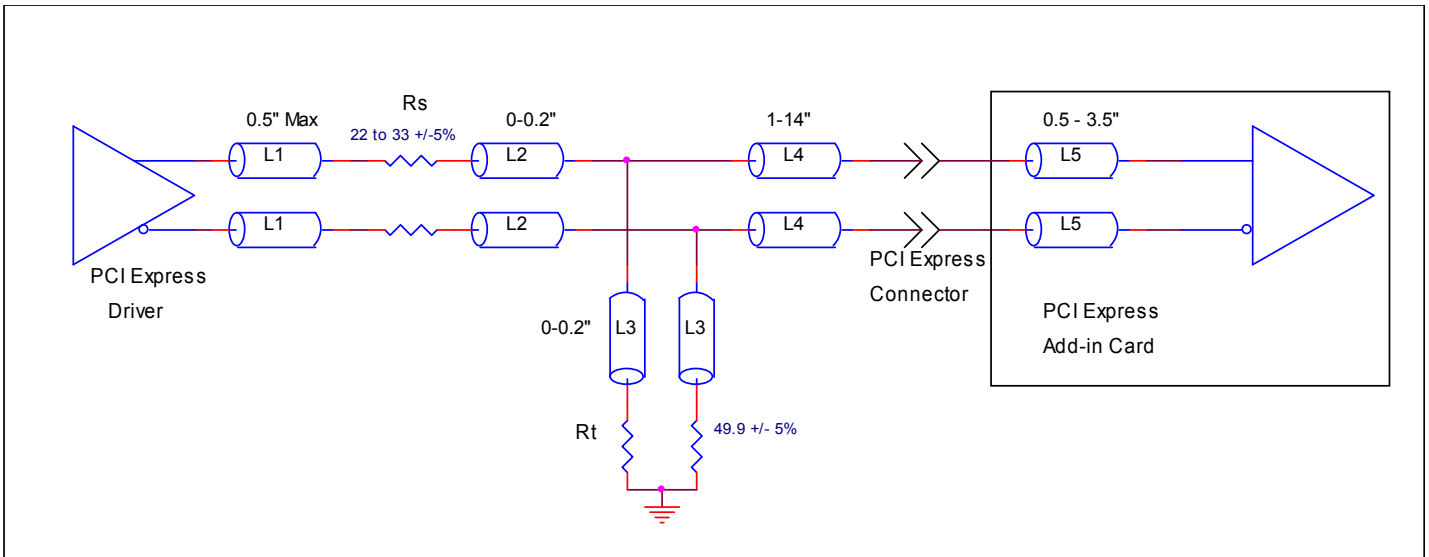 Rs
0.5" Max
22 to 33 +/-5%
0-0.2"
1-14"
0.5 - 3.5"
L1
L2
L4
L5
L1
L2
L4
L5
PCI Express
Driver
PCI Express
Connector
0-0.2"
L3
L3
PCI Express
Add-in Card
Rt
49.9 +/- 5%